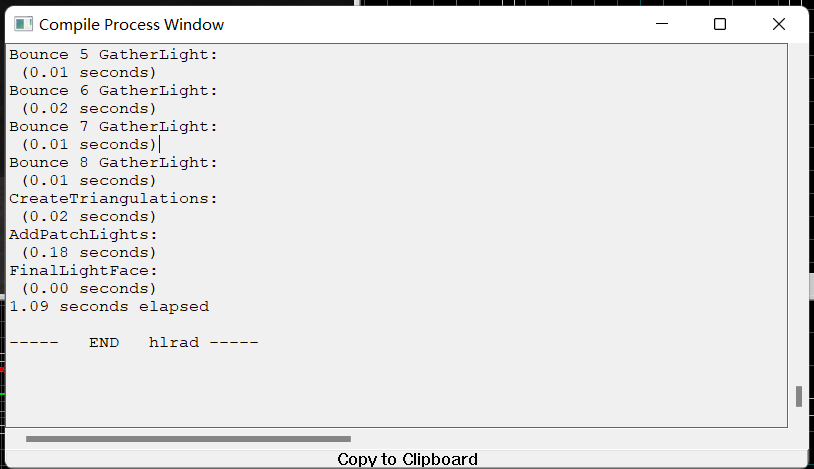 Compile Process Window
Bounce 5 GatherLight:
 (0.01 seconds)
Bounce 6 GatherLight:
 (0.02 seconds)
Bounce 7 GatherLight:
 (0.01 seconds)
Bounce 8 GatherLight:
 (0.01 seconds)
CreateTriangulations:
 (0.02 seconds)
AddPatchLights:
 (0.18 seconds)
FinalLightFace:
 (0.00 seconds)
1.09 seconds elapsed
-----   END   hlrad -----
Copy to Clipboard